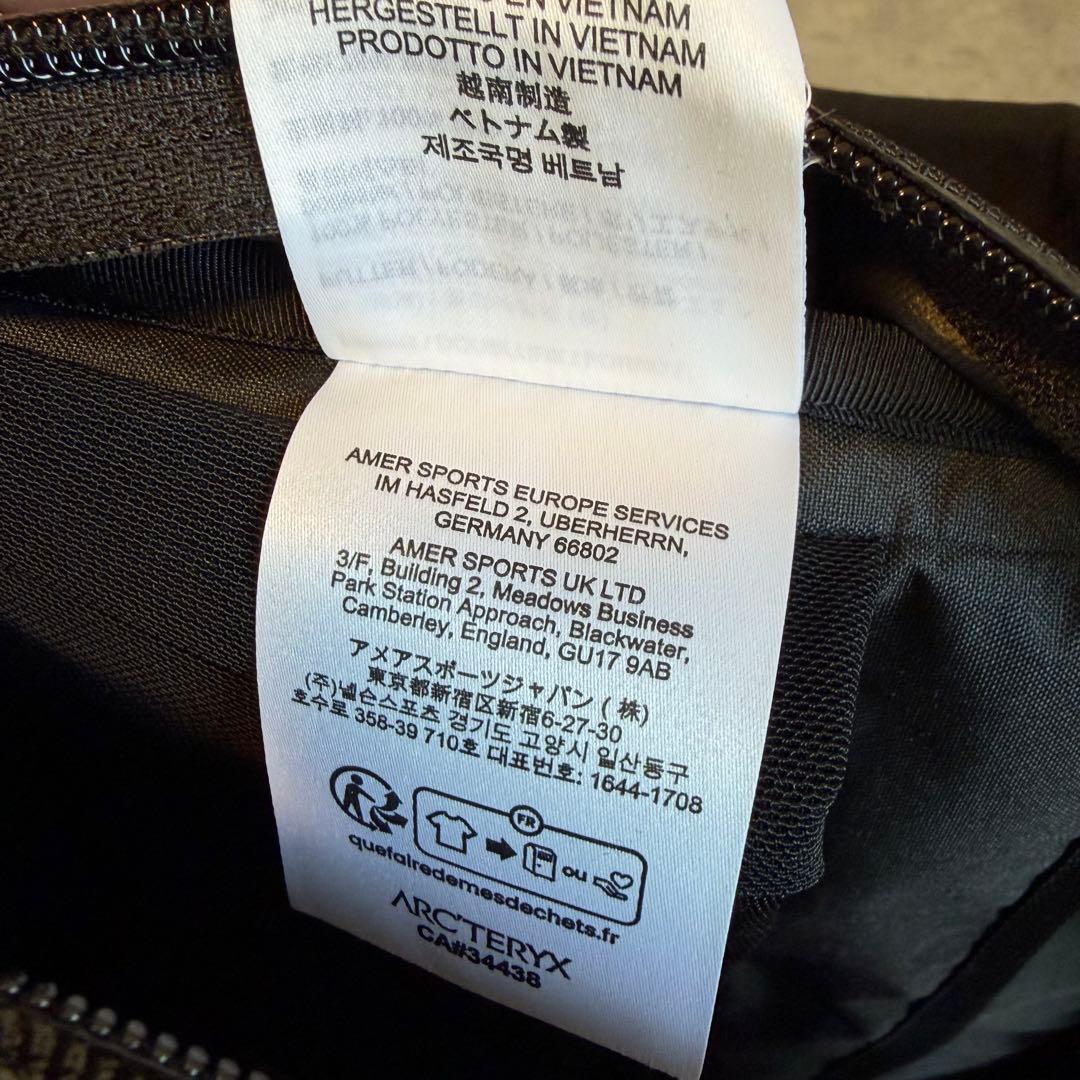 EN VIETNAM
HERGESTELLT IN VIETNAM
PRODOTTO IN VIETNAM
越南制造
ベトナム製
제조국명 베트남
AMER SPORTS EUROPE SERVICES
IM HASFELD 2, UBERHERRN,
GERMANY 66802
AMER SPORTS UK LTD
3/F, Building 2, Meadows Business
Park Station Approach, Blackwater,
Camberley, England, GU17 9AB
アメアスポーツジャパン (株)
東京都新宿区新宿6-27-30
(주)넬슨스포츠 경기도 고양시 일산동구
호수로 358-39 710호 대표번호: 1644-1708
FR
ou
quefairedemesdechets.fr
ARC'TERYX
CA#34438